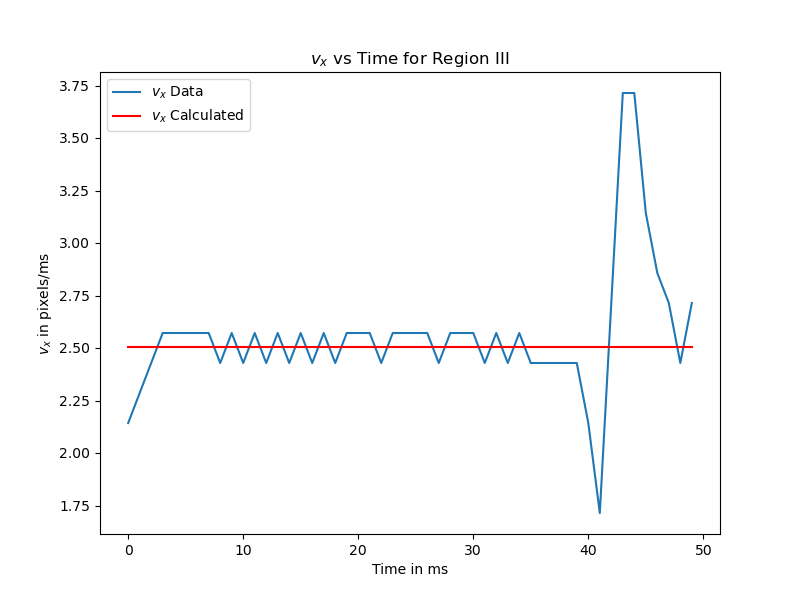 v_x vs Time for Region III
v_x Data
v_x Calculated
3.75
3.50
3.25
3.00
2.75
2.50
2.25
2.00
1.75
v_x in pixels/ms
0 10 20 30 40 50
Time in ms